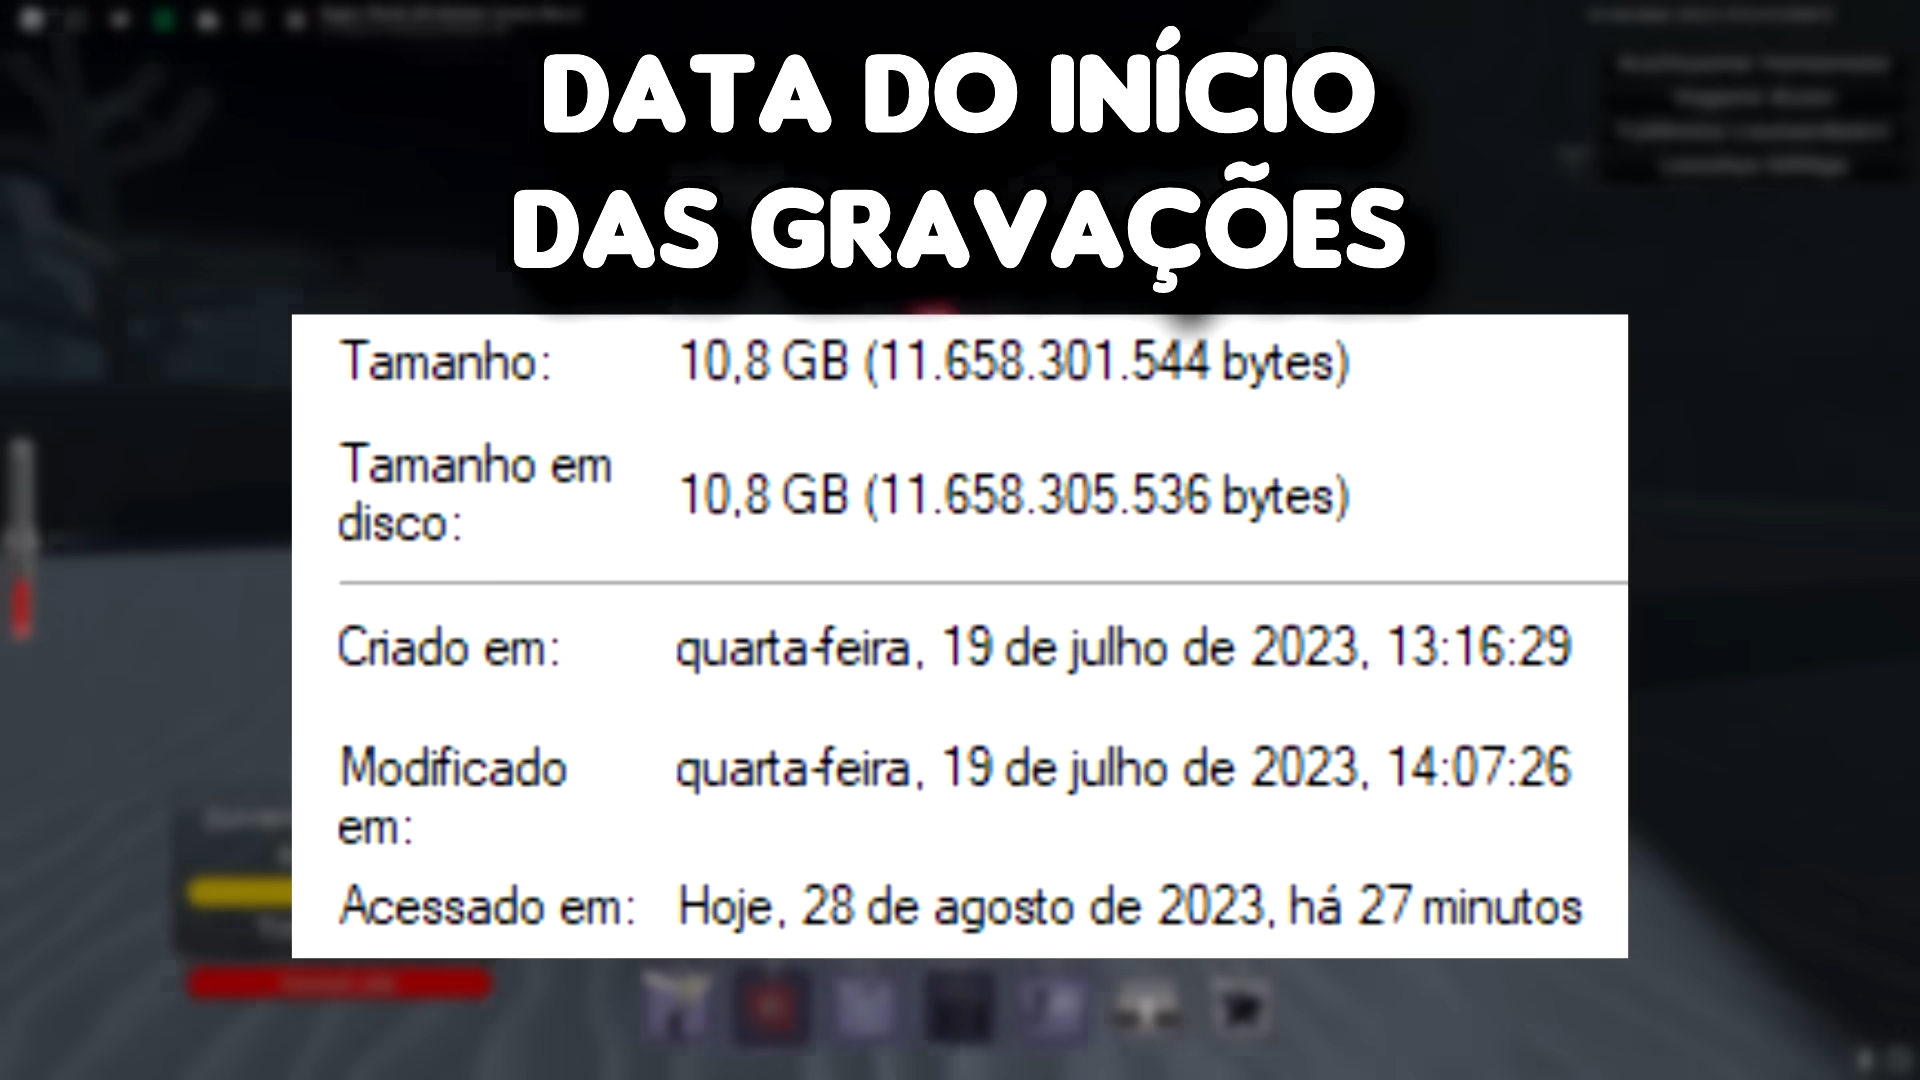 DATA DO INÍCIO
DAS GRAVAÇÕES
Tamanho: 10,8 GB (11.658.301.544 bytes)
Tamanho em
disco: 10,8 GB (11.658.305.536 bytes)
Criado em: quarta-feira, 19 de julho de 2023, 13:16:29
Modificado
em: quarta-feira, 19 de julho de 2023, 14:07:26
Acessado em: Hoje, 28 de agosto de 2023, há 27 minutos